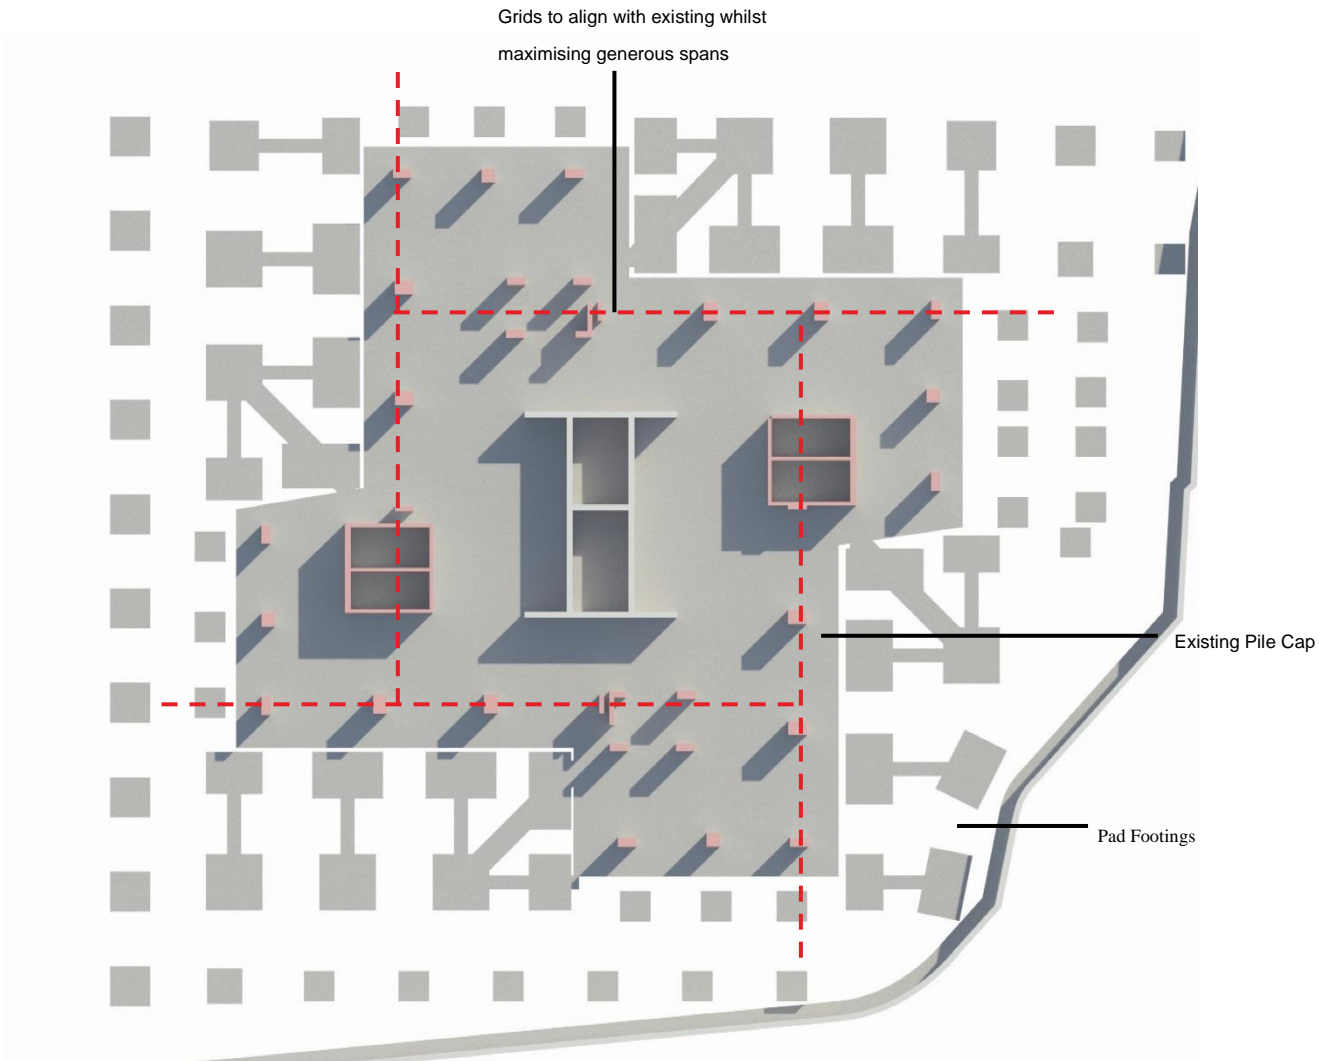 Grids to align with existing whilst
maximising generous spans
Existing Pile Cap
Pad Footings